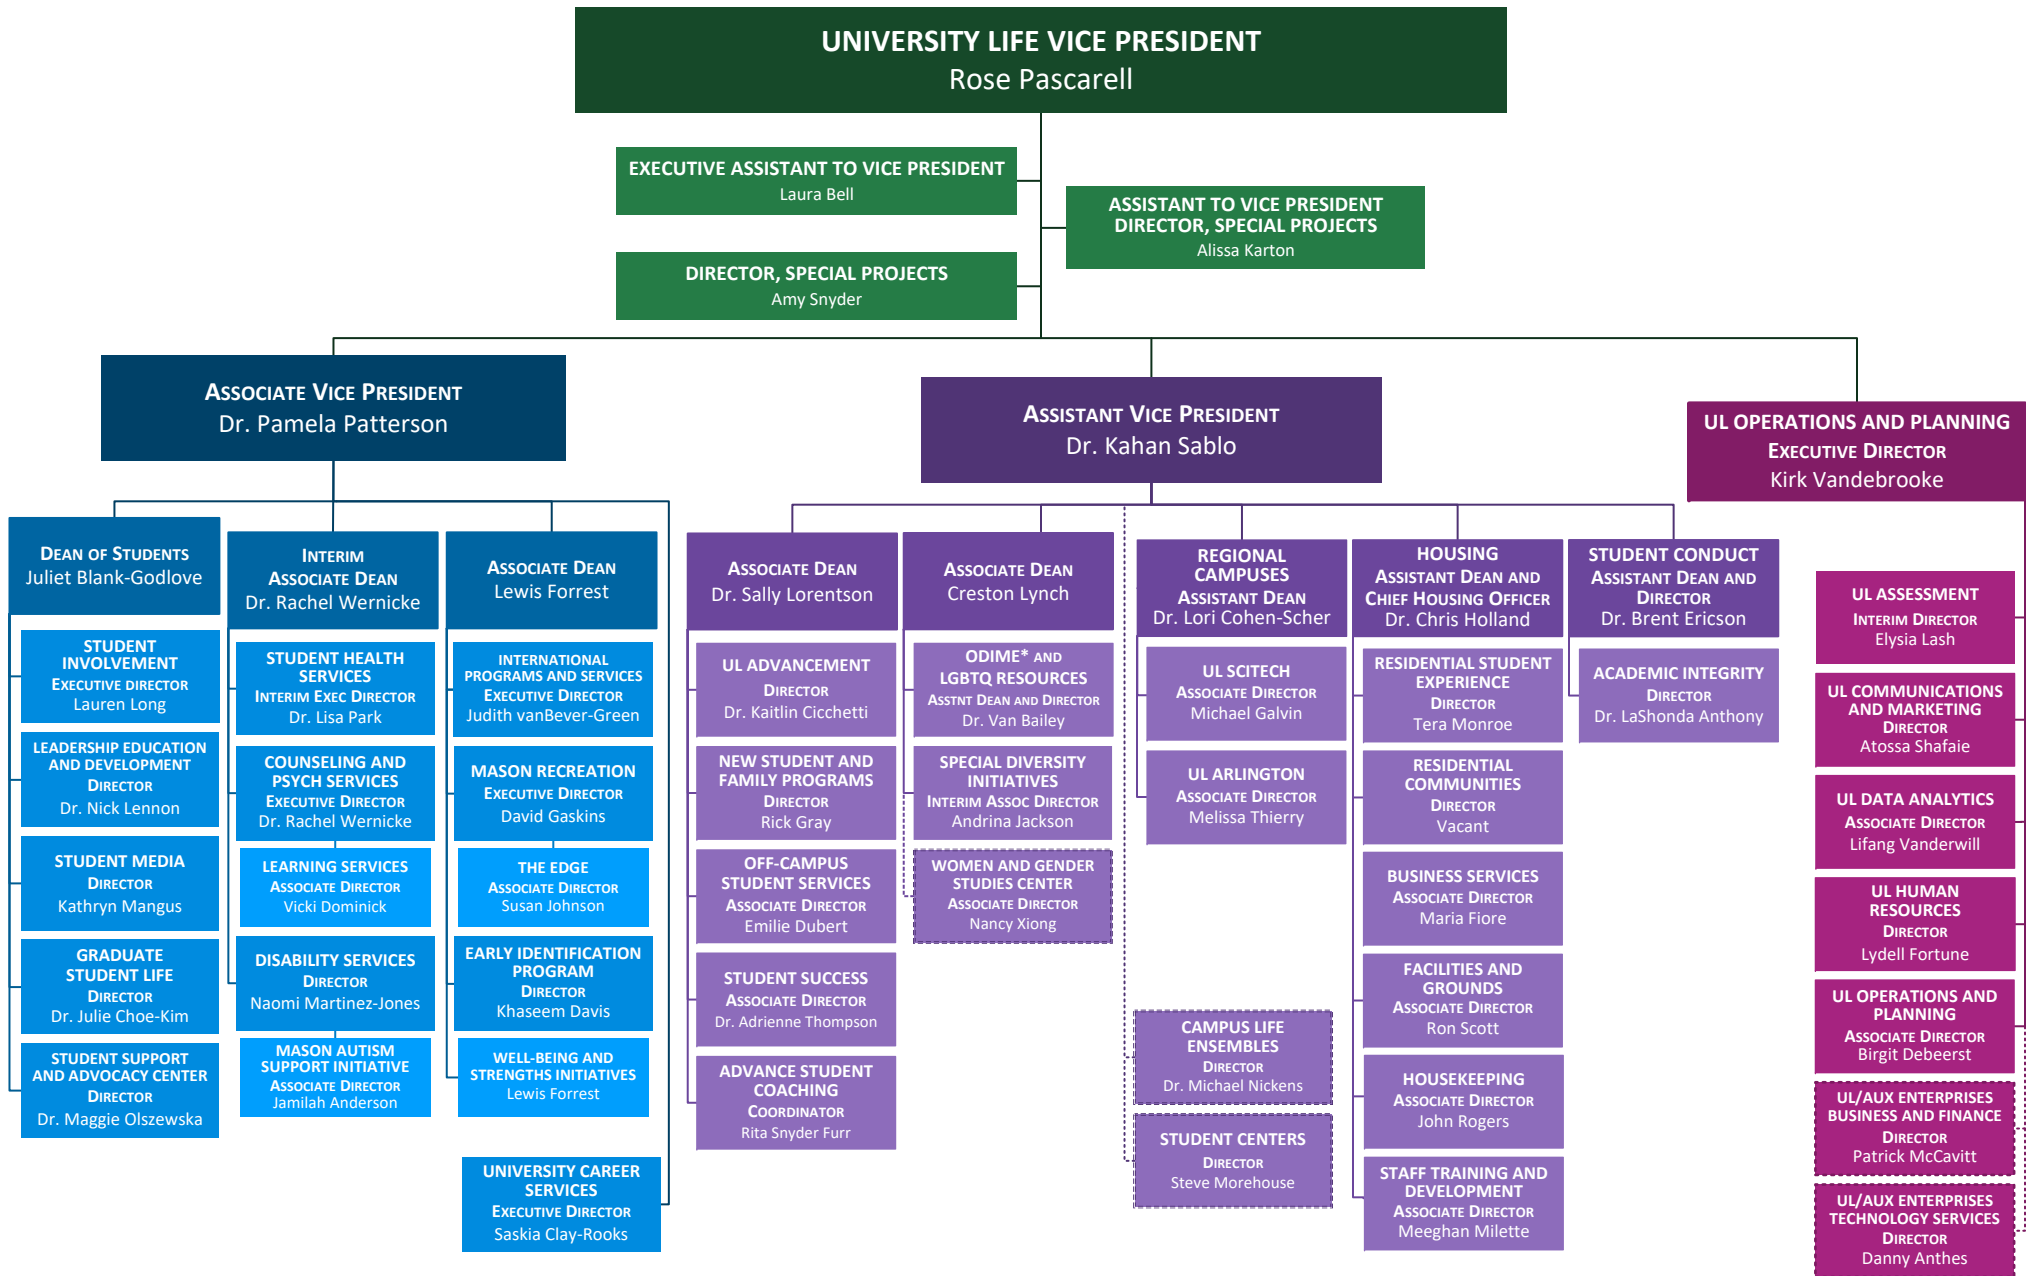 UNIVERSITY LIFE VICE PRESIDENT
Rose Pascarell
EXECUTIVE ASSISTANT TO VICE PRESIDENT
Laura Bell
ASSISTANT TO VICE PRESIDENT
DIRECTOR, SPECIAL PROJECTS
Alissa Karton
DIRECTOR, SPECIAL PROJECTS
Amy Snyder
ASSOCIATE VICE PRESIDENT
Dr. Pamela Patterson
ASSISTANT VICE PRESIDENT
Dr. Kahan Sablo
UL OPERATIONS AND PLANNING
EXECUTIVE DIRECTOR
Kirk Vandebrooke
DEAN OF STUDENTS
Juliet Blank-Godlove
STUDENT
INVOLVEMENT
EXECUTIVE DIRECTOR
Lauren Long
LEADERSHIP EDUCATION
AND DEVELOPMENT
DIRECTOR
Dr. Nick Lennon
STUDENT MEDIA
DIRECTOR
Kathryn Mangus
GRADUATE
STUDENT LIFE
DIRECTOR
Dr. Julie Choe-Kim
STUDENT SUPPORT
AND ADVOCACY CENTER
DIRECTOR
Dr. Maggie Olszewska
INTERIM
ASSOCIATE DEAN
Dr. Rachel Wernicke
STUDENT HEALTH
SERVICES
INTERIM EXEC DIRECTOR
Dr. Lisa Park
COUNSELING AND
PSYCH SERVICES
EXECUTIVE DIRECTOR
Dr. Rachel Wernicke
LEARNING SERVICES
ASSOCIATE DIRECTOR
Vicki Dominick
DISABILITY SERVICES
DIRECTOR
Naomi Martinez-Jones
MASON AUTISM
SUPPORT INITIATIVE
ASSOCIATE DIRECTOR
Jamilah Anderson
ASSOCIATE DEAN
Lewis Forrest
INTERNATIONAL
PROGRAMS AND SERVICES
EXECUTIVE DIRECTOR
Judith vanBever-Green
MASON RECREATION
EXECUTIVE DIRECTOR
David Gaskins
THE EDGE
ASSOCIATE DIRECTOR
Susan Johnson
EARLY IDENTIFICATION
PROGRAM
DIRECTOR
Khaseem Davis
WELL-BEING AND
STRENGTHS INITIATIVES
Lewis Forrest
UNIVERSITY CAREER
SERVICES
EXECUTIVE DIRECTOR
Saskia Clay-Rooks
ASSOCIATE DEAN
Dr. Sally Lorentson
UL ADVANCEMENT
DIRECTOR
Dr. Kaitlin Cicchetti
NEW STUDENT AND
FAMILY PROGRAMS
DIRECTOR
Rick Gray
OFF-CAMPUS
STUDENT SERVICES
ASSOCIATE DIRECTOR
Emilie Dubert
STUDENT SUCCESS
ASSOCIATE DIRECTOR
Dr. Adrienne Thompson
ADVANCE STUDENT
COACHING
COORDINATOR
Rita Snyder Furr
ASSOCIATE DEAN
Creston Lynch
ODIME* AND
LGBTQ RESOURCES
ASSTNT DEAN AND DIRECTOR
Dr. Van Bailey
SPECIAL DIVERSITY
INITIATIVES
INTERIM ASSOC DIRECTOR
Andrina Jackson
WOMEN AND GENDER
STUDIES CENTER
ASSOCIATE DIRECTOR
Nancy Xiong
REGIONAL
CAMPUSES
ASSISTANT DEAN
Dr. Lori Cohen-Scher
UL SCITECH
ASSOCIATE DIRECTOR
Michael Galvin
UL ARLINGTON
ASSOCIATE DIRECTOR
Melissa Thierry
CAMPUS LIFE
ENSEMBLES
DIRECTOR
Dr. Michael Nickens
STUDENT CENTERS
DIRECTOR
Steve Morehouse
HOUSING
ASSISTANT DEAN AND
CHIEF HOUSING OFFICER
Dr. Chris Holland
RESIDENTIAL STUDENT
EXPERIENCE
DIRECTOR
Tera Monroe
RESIDENTIAL
COMMUNITIES
DIRECTOR
Vacant
BUSINESS SERVICES
ASSOCIATE DIRECTOR
Maria Fiore
FACILITIES AND
GROUNDS
ASSOCIATE DIRECTOR
Ron Scott
HOUSEKEEPING
ASSOCIATE DIRECTOR
John Rogers
STAFF TRAINING AND
DEVELOPMENT
ASSOCIATE DIRECTOR
Meeghan Milette
STUDENT CONDUCT
ASSISTANT DEAN AND
DIRECTOR
Dr. Brent Ericson
ACADEMIC INTEGRITY
DIRECTOR
Dr. LaShonda Anthony
UL ASSESSMENT
INTERIM DIRECTOR
Elysia Lash
UL COMMUNICATIONS
AND MARKETING
DIRECTOR
Atossa Shafaie
UL DATA ANALYTICS
ASSOCIATE DIRECTOR
Lifang Vanderwill
UL HUMAN
RESOURCES
DIRECTOR
Lydell Fortune
UL OPERATIONS AND
PLANNING
ASSOCIATE DIRECTOR
Birgit Debeerst
UL/AUX ENTERPRISES
BUSINESS AND FINANCE
DIRECTOR
Patrick McCavitt
UL/AUX ENTERPRISES
TECHNOLOGY SERVICES
DIRECTOR
Danny Anthes